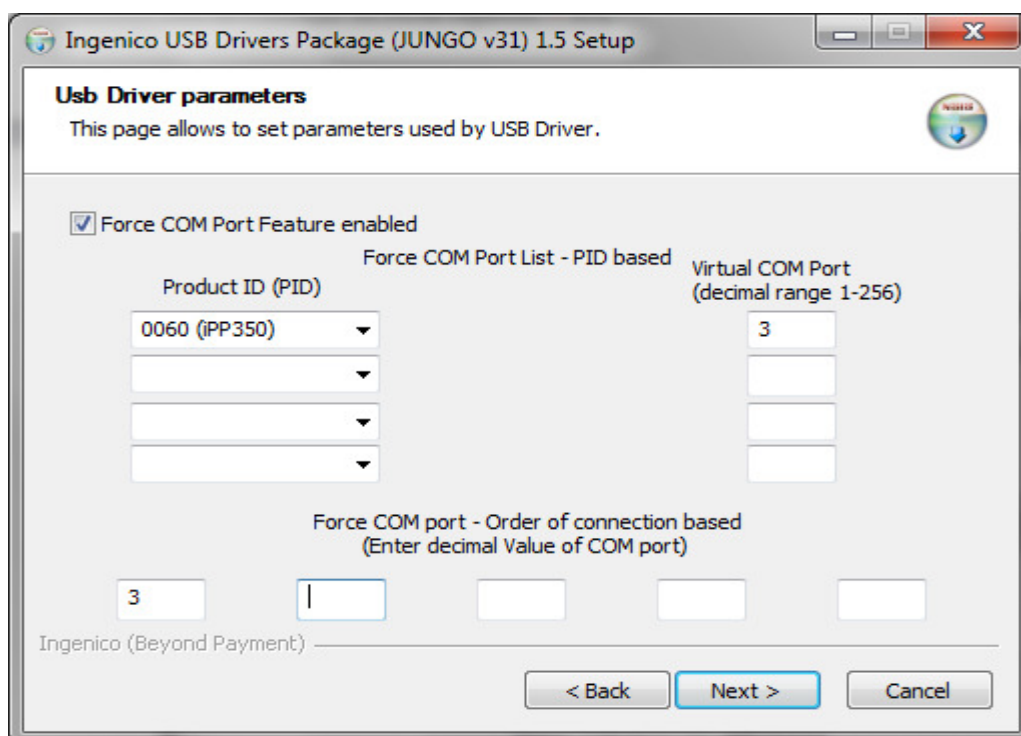 Ingenico USB Drivers Package (JUNGO v31) 1.5 Setup
Usb Driver parameters
This page allows to set parameters used by USB Driver.
Force COM Port Feature enabled
Force COM Port List - PID based
Product ID (PID)
Virtual COM Port
(decimal range 1-256)
0060 (iPP350)
3
Force COM port - Order of connection based
(Enter decimal Value of COM port)
3
Ingenico (Beyond Payment)
< Back
Next >
Cancel